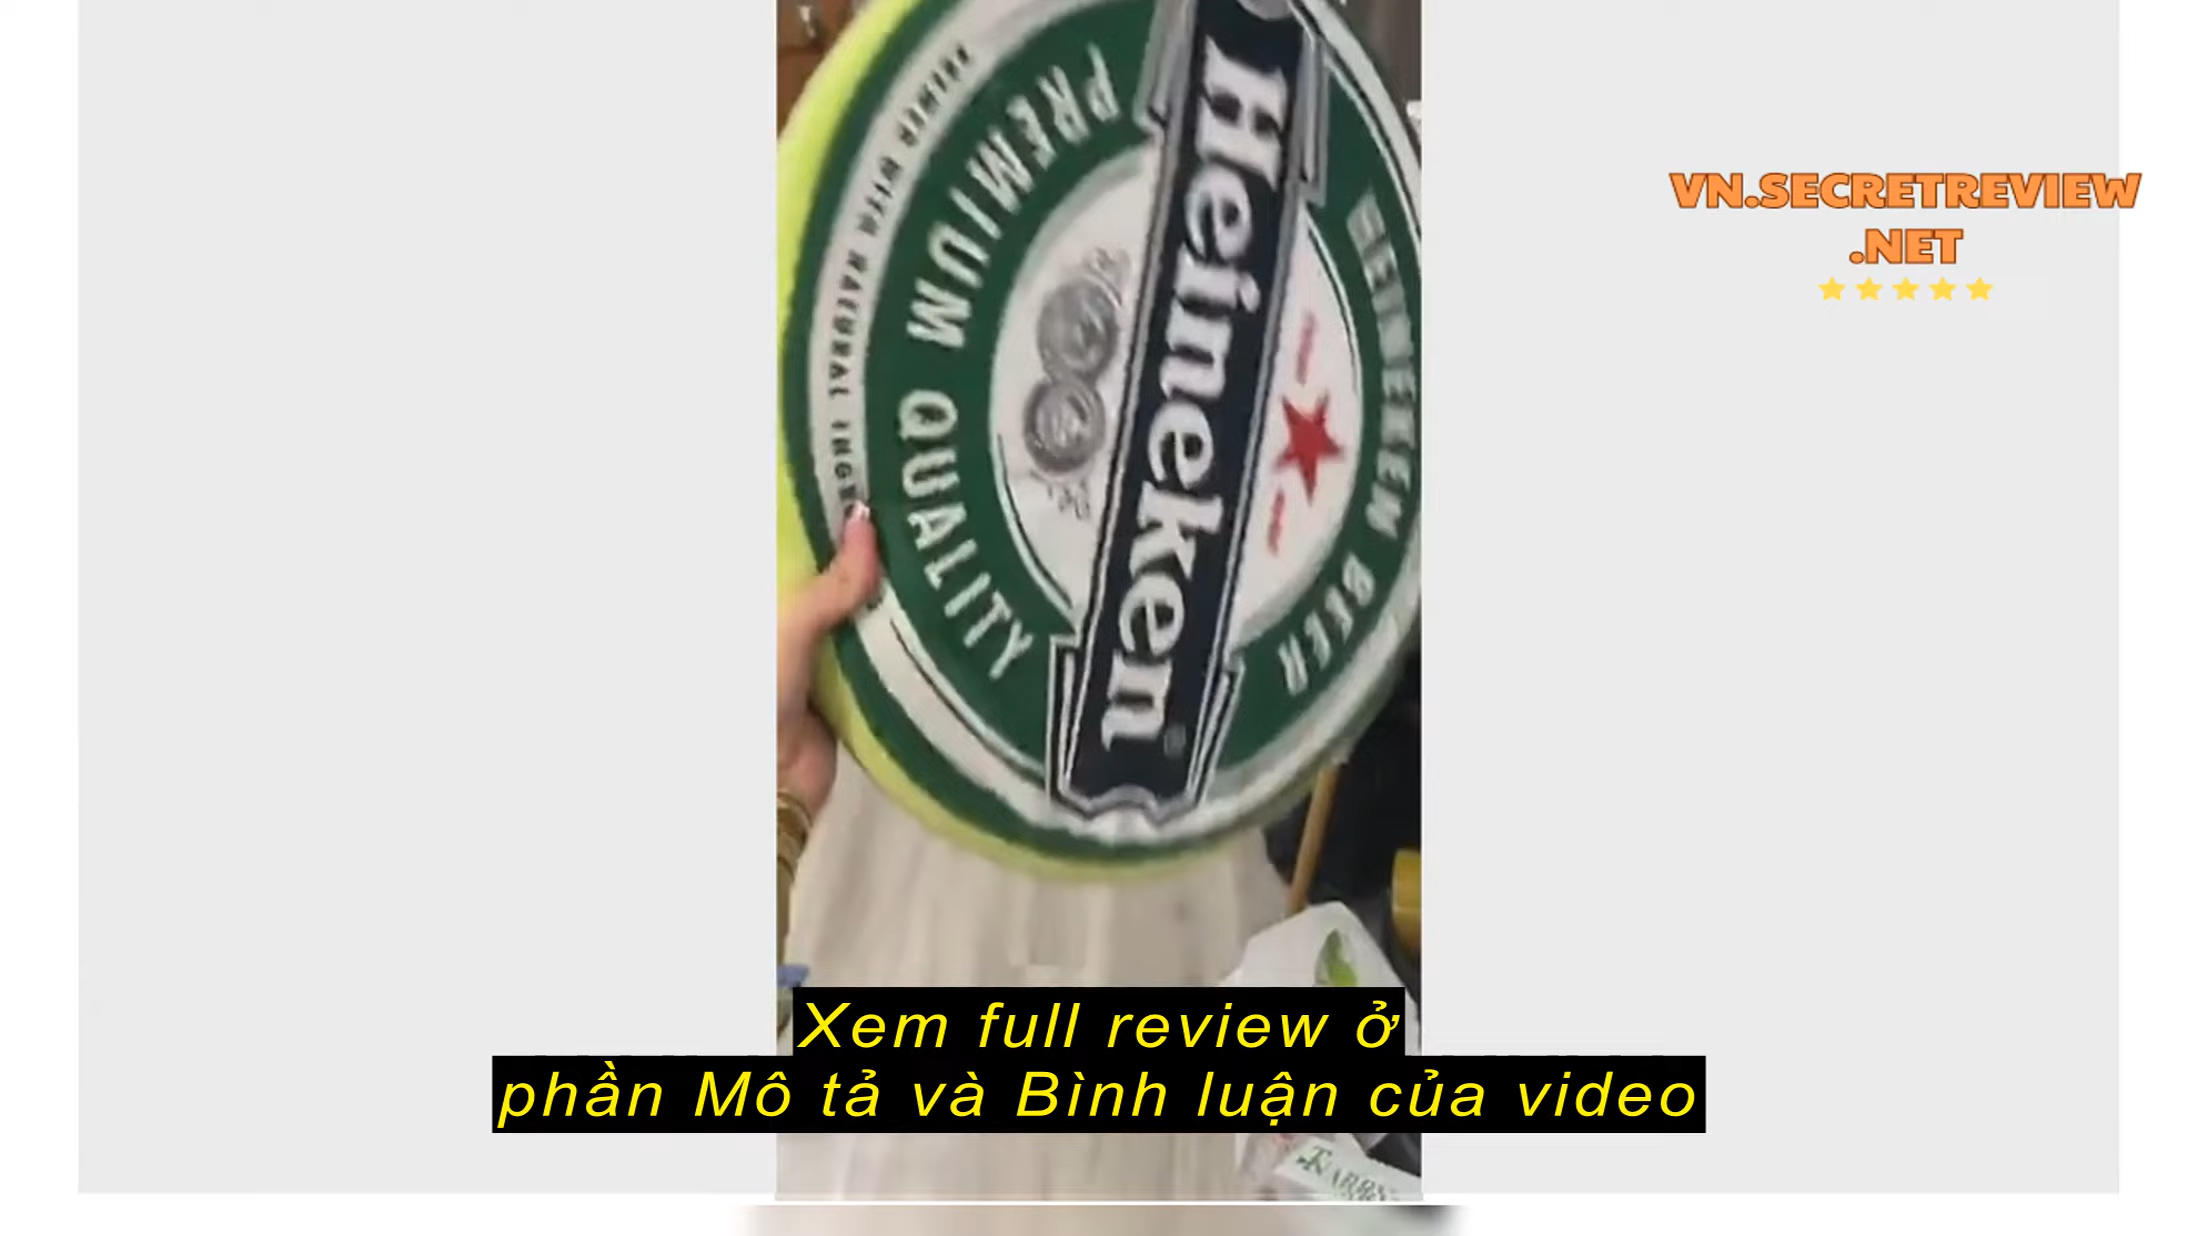 VN.SECRETREVIEW
.NET
PREMIUM QUALITY
Heineken
HEINEKEN BEER
Xem full review ở
phần Mô tả và Bình luận của video